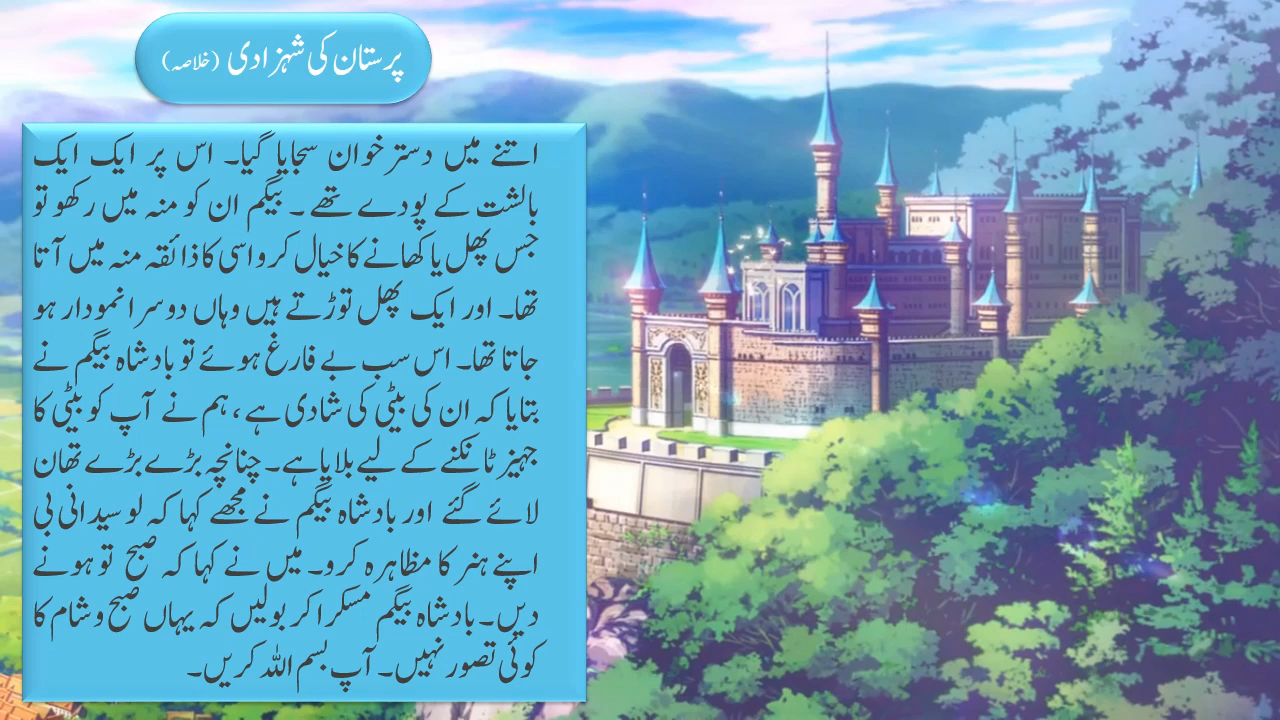 پرستان کی شہزادی (خلاصہ)
اتنے میں دسترخوان سجایا گیا۔ اس پر ایک ایک
بالشت کے پودے تھے ۔ بیگم ان کو منہ میں رکھو تو
جس پھل یا کھانے کا خیال کرو اسی کا ذائقہ منہ میں آتا
تھا۔ اور ایک پھل توڑتے ہیں وہاں دوسرا نمودار ہو
جاتا تھا۔ اس سب بے فارغ ہوئے تو بادشاہ بیگم نے
بتایا کہ ان کی بیٹی کی شادی ہے ، ہم نے آپ کو بیٹی کا
جہیز ٹانکنے کے لیے بلایا ہے۔ چنانچہ بڑے بڑے تھان
لائے گئے اور بادشاہ بیگم نے مجھے کہا کہ لو سیدانی بی
اپنے ہنر کا مظاہرہ کرو۔ میں نے کہا کہ صبح تو ہونے
دیں۔ بادشاہ بیگم مسکرا کر بولیں کہ یہاں صبح و شام کا
کوئی تصور نہیں۔ آپ بسم اللہ کریں۔